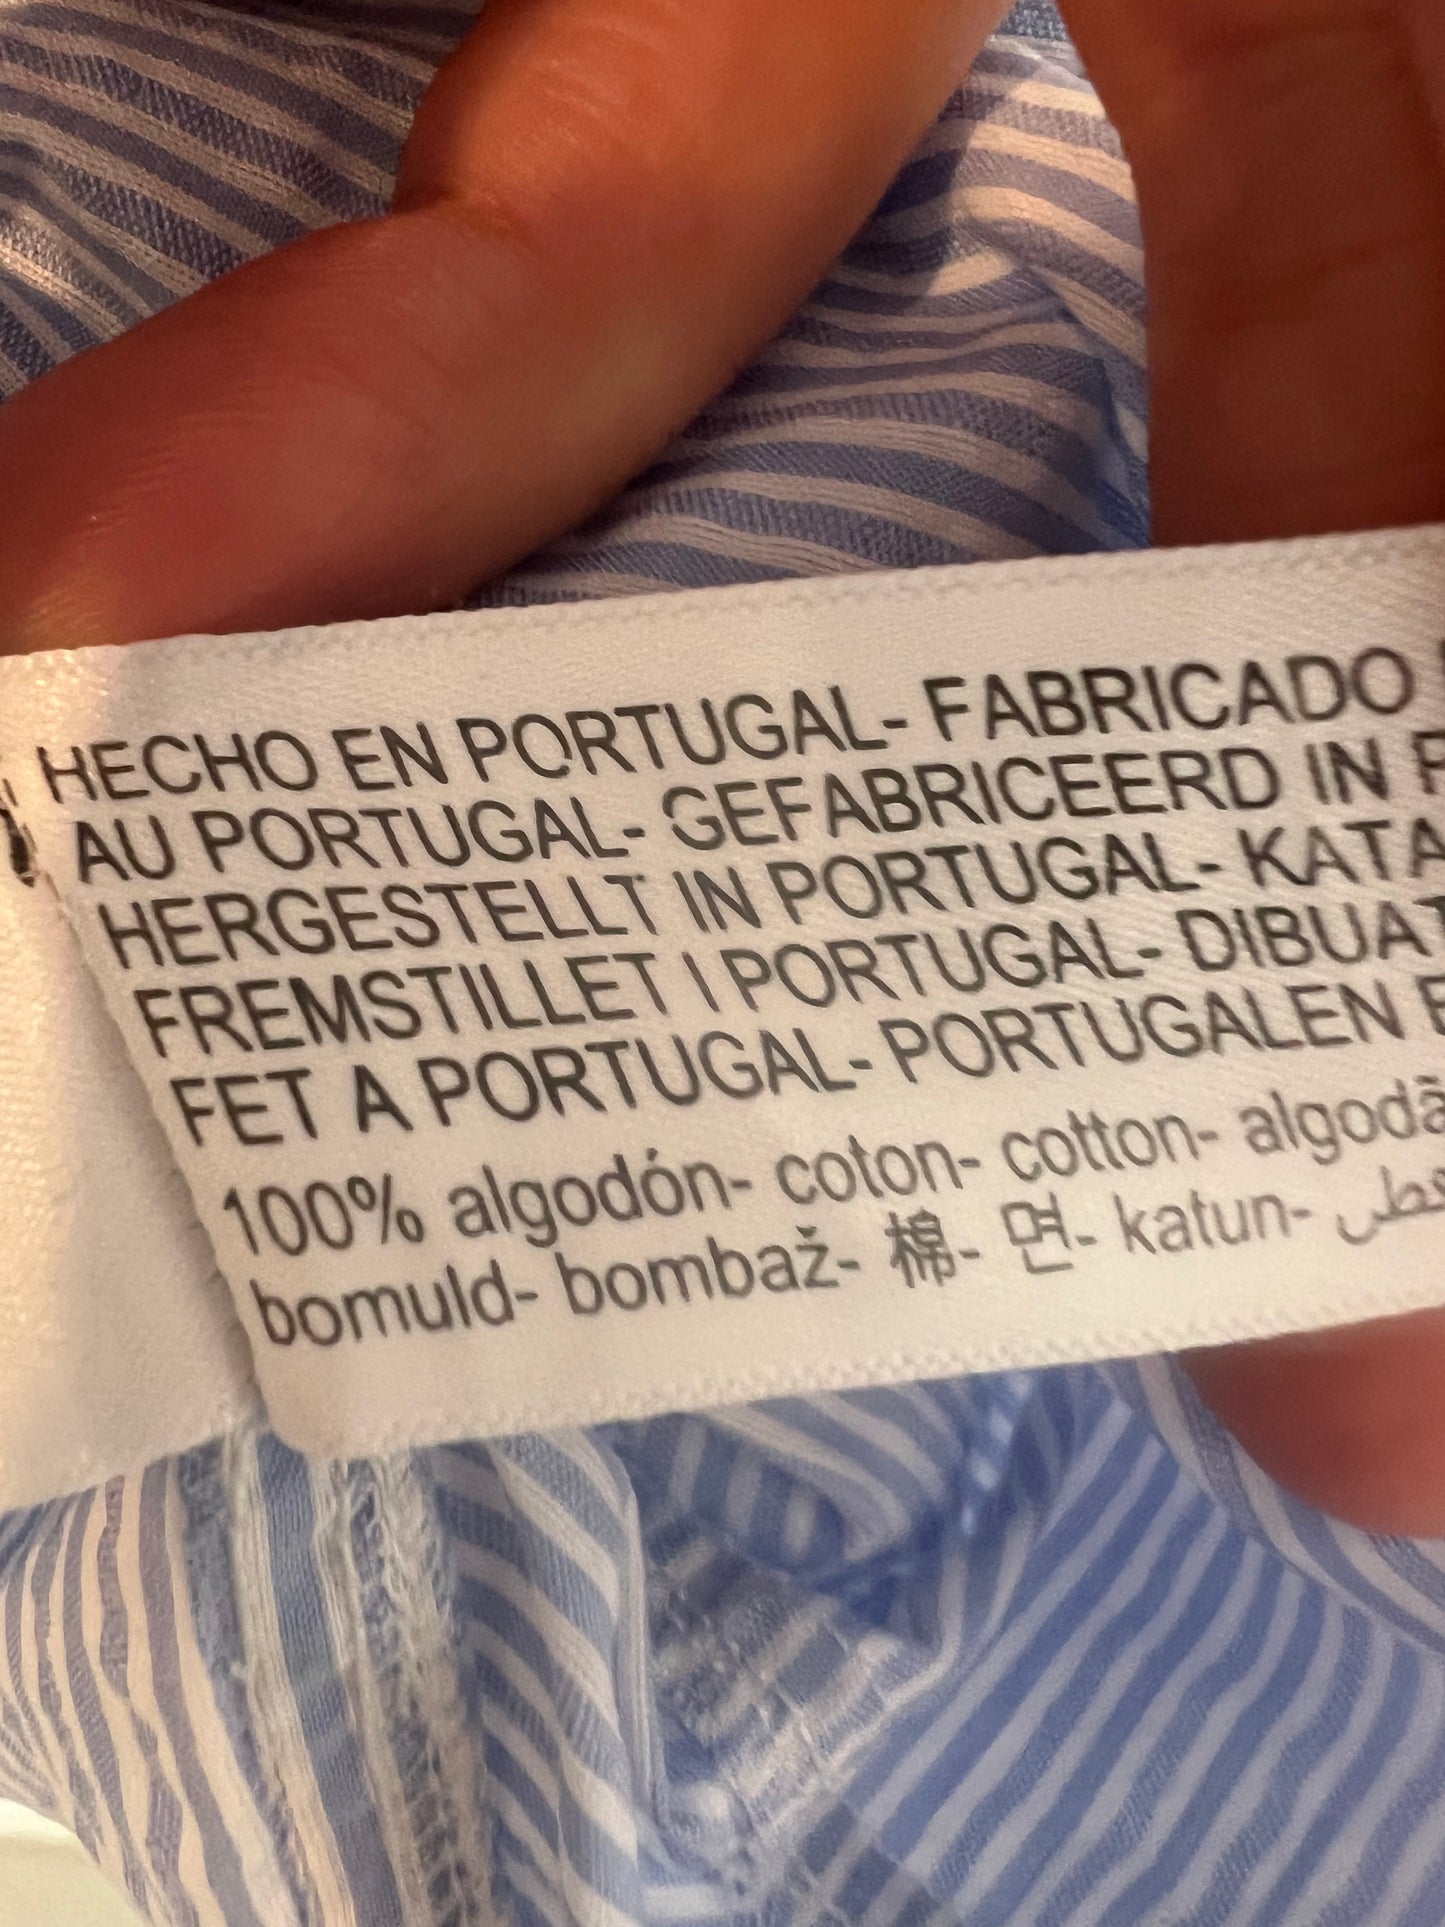 HECHO EN PORTUGAL- FABRICADO
AU PORTUGAL- GEFABRICEERD IN
HERGESTELLT IN PORTUGAL- KATA
FREMSTILLET I PORTUGAL- DIBUAT
FET A PORTUGAL- PORTUGALEN
100% algodón- coton- cotton- algodã
bomuld- bombaž- 棉- 면- katun-